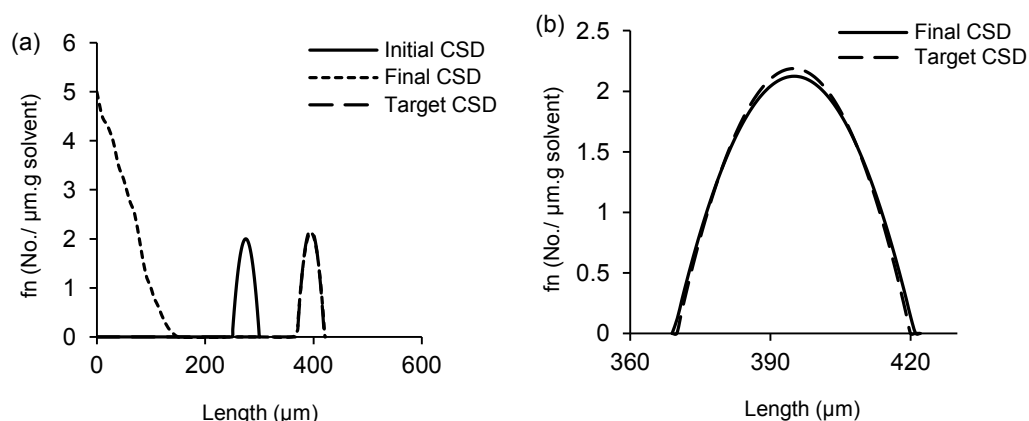 (a)
6
5
4
3
2
1
0
fn (No./ µm.g solvent)
0 200 400 600
Length (µm)
Initial CSD
Final CSD
Target CSD
(b)
2.5
2
1.5
1
0.5
0
fn (No./ µm.g solvent)
360 390 420
Length (µm)
Final CSD
Target CSD